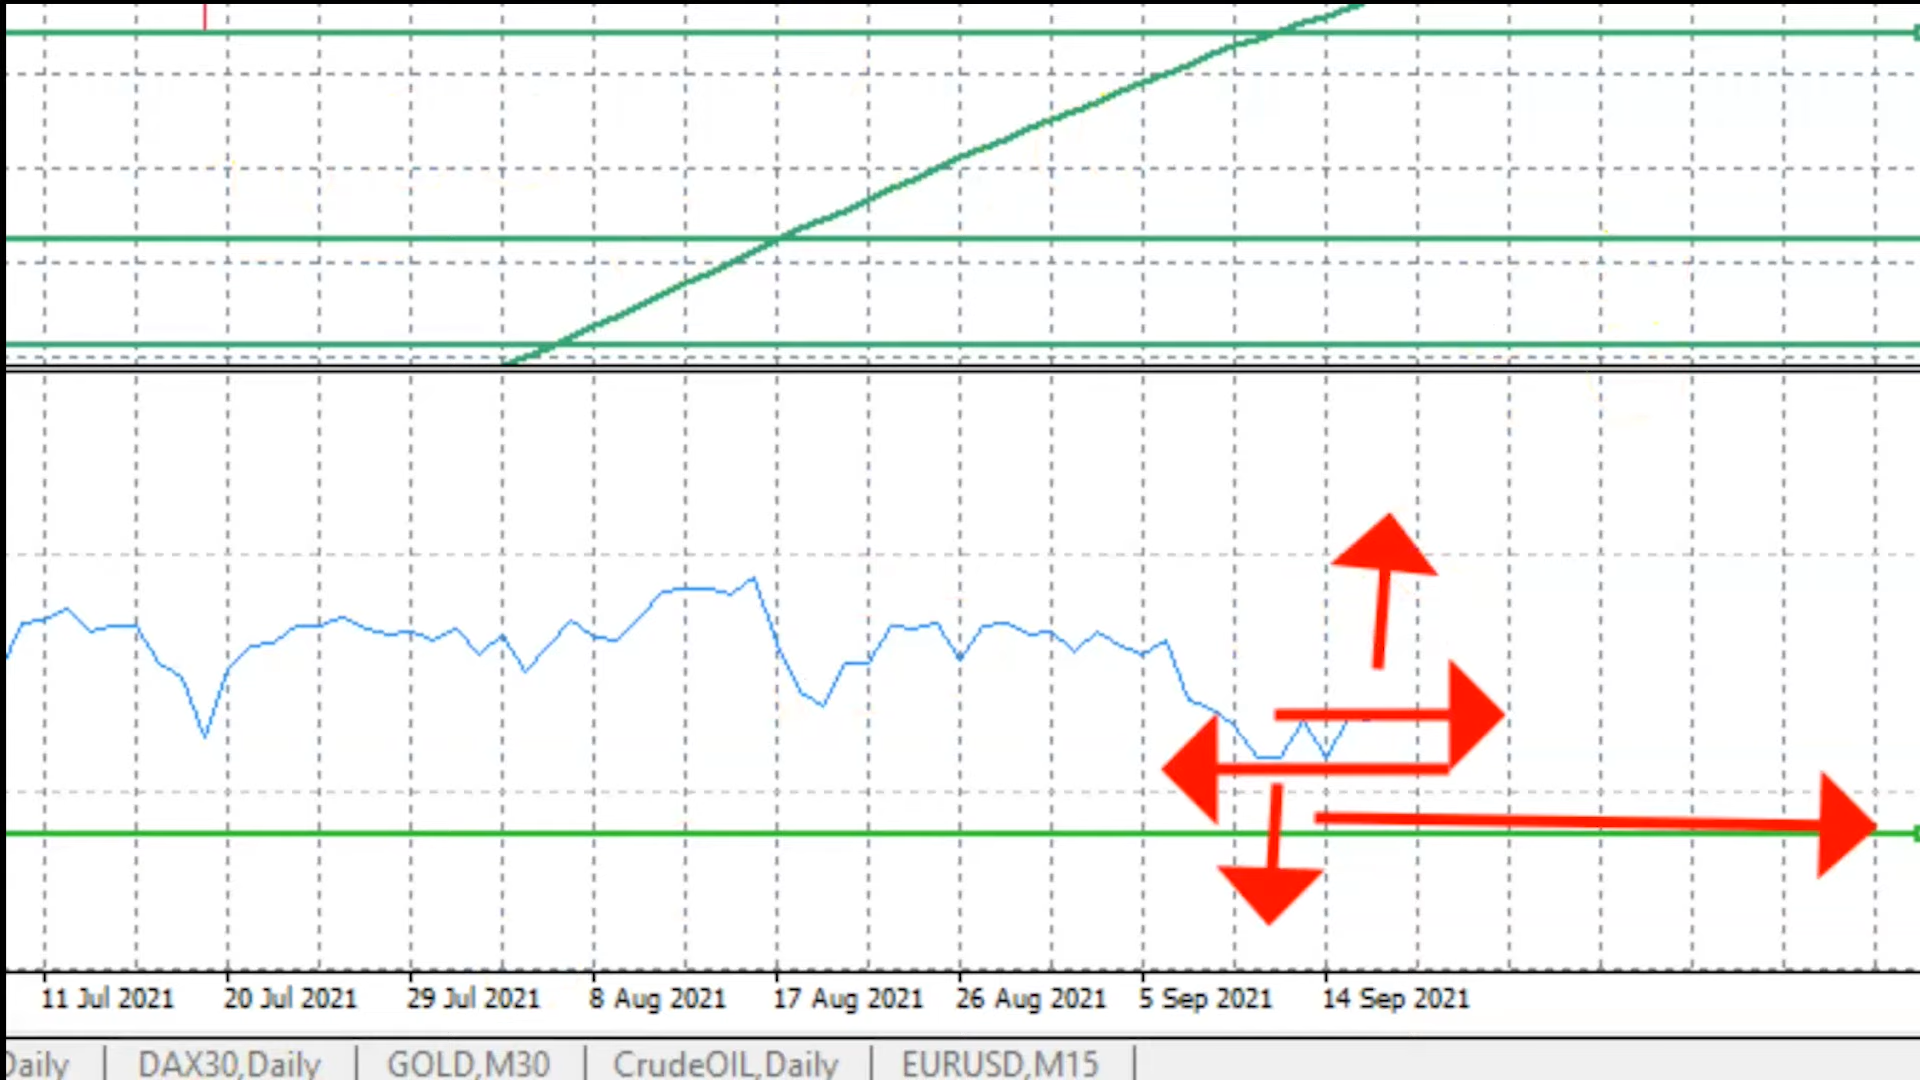 11 Jul 2021 20 Jul 2021 29 Jul 2021 8 Aug 2021 17 Aug 2021 26 Aug 2021 5 Sep 2021 14 Sep 2021
Daily | DAX30,Daily | GOLD,M30 | CrudeOIL,Daily | EURUSD,M15 |